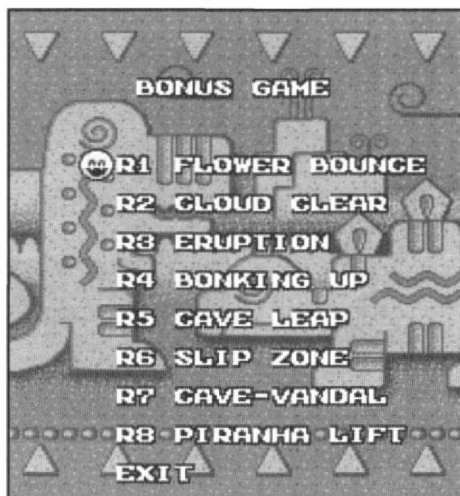 BONUS GAME
R1 FLOWER BOUNCE
R2 CLOUD CLEAR
R3 ERUPTION
R4 BONKING UP
R5 CAVE LEAP
R6 SLIP ZONE
R7 CAVE-VANDAL
R8 PIRANHA LIFT
EXIT